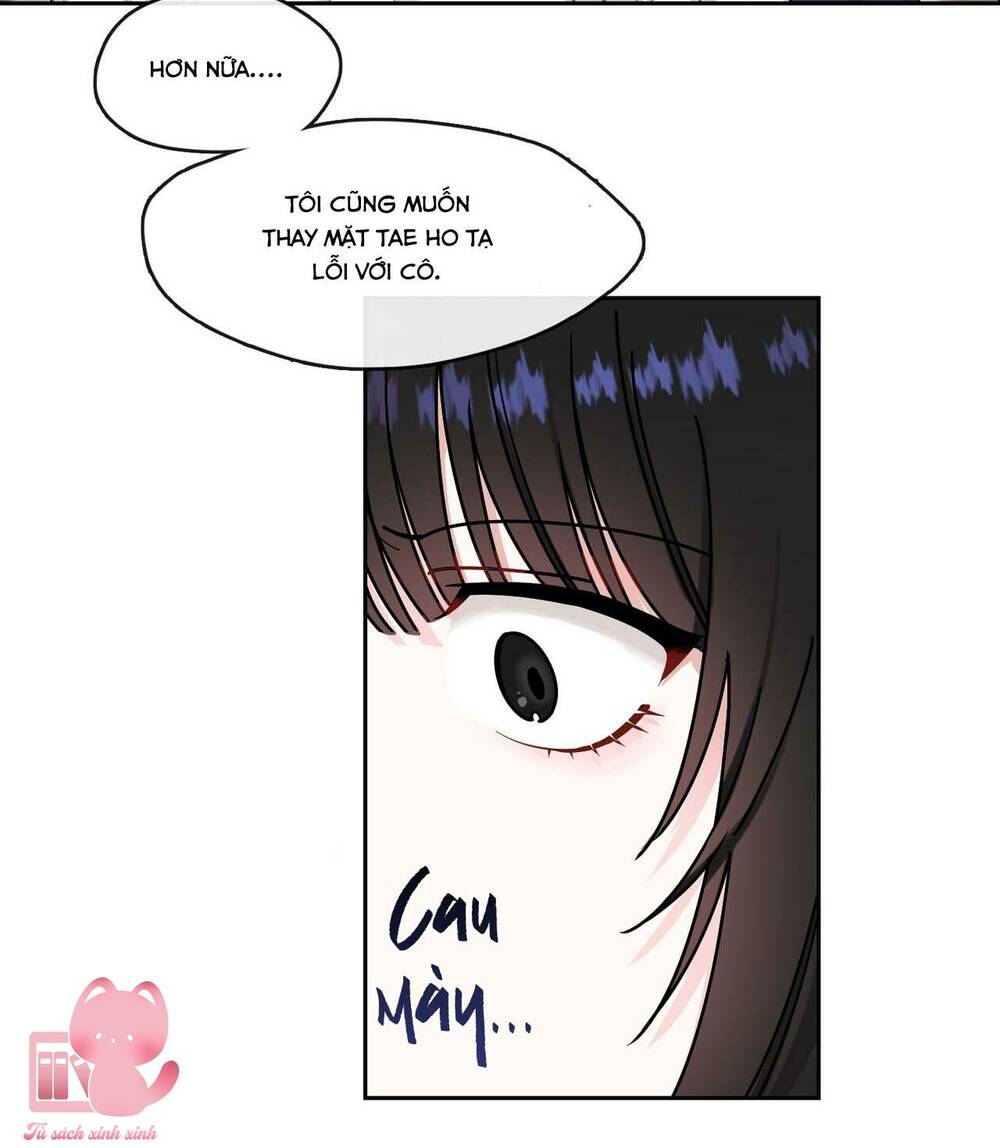 HƠN NỮA....
TÔI CŨNG MUỐN
THAY MẶT TAE HO TẠ
LỖI VỚI CÔ.
Cau
Mày...
Tủ sách xinh xinh